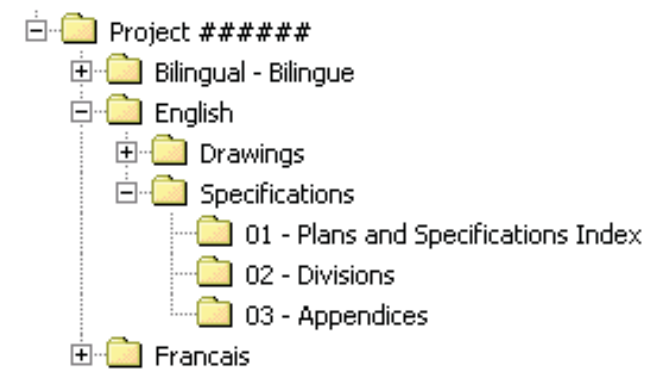 Project ######
Bilingual - Bilingue
English
Drawings
Specifications
01 - Plans and Specifications Index
02 - Divisions
03 - Appendices
Francais